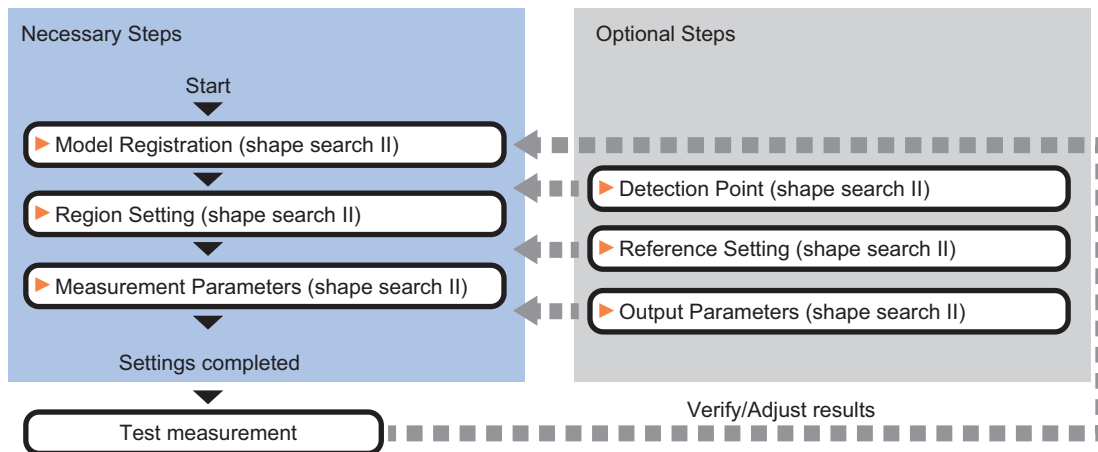 Necessary Steps
Start
Model Registration (shape search II)
Region Setting (shape search II)
Measurement Parameters (shape search II)
Settings completed
Test measurement
Optional Steps
Detection Point (shape search II)
Reference Setting (shape search II)
Output Parameters (shape search II)
Verify/Adjust results